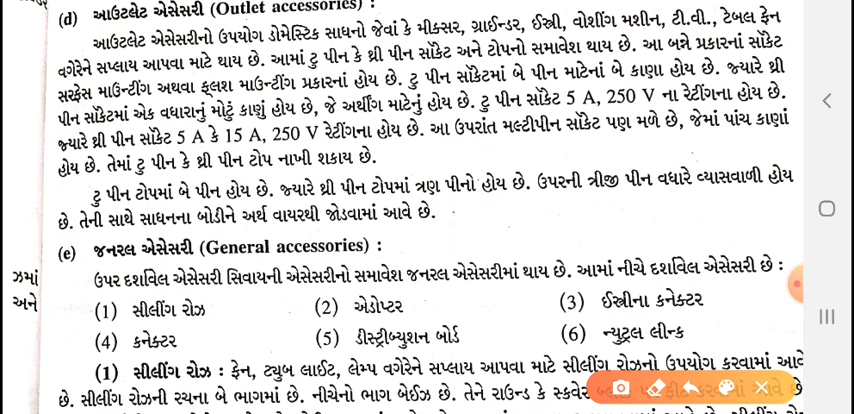 (d) આઉટલેટ એસેસરી (Outlet accessories) :
આઉટલેટ એસેસરીનો ઉપયોગ ડોમેસ્ટિક સાધનો જેવાં કે મીક્સર, ગ્રાઈન્ડર, ઈસ્ત્રી, વોશીંગ મશીન, ટી.વી., ટેબલ ફેન
વગેરેને સપ્લાય આપવા માટે થાય છે. આમાં ટુ પીન કે થ્રી પીન સૉકેટ અને ટોપનો સમાવેશ થાય છે. આ બન્ને પ્રકારનાં સૉકેટ
સરફેસ માઉન્ટીંગ અથવા ફ્લશ માઉન્ટીંગ પ્રકારનાં હોય છે. ટુ પીન સૉકેટમાં બે પીન માટેનાં બે કાણા હોય છે. જ્યારે થ્રી
પીન સૉકેટમાં એક વધારાનું મોટું કાણું હોય છે, જે અર્થીંગ માટેનું હોય છે. ટુ પીન સૉકેટ 5 A, 250 V ના રેટીંગના હોય છે.
જ્યારે થ્રી પીન સૉકેટ 5 A કે 15 A, 250 V રેટીંગના હોય છે. આ ઉપરાંત મલ્ટીપીન સૉકેટ પણ મળે છે, જેમાં પાંચ કાણાં
હોય છે. તેમાં ટુ પીન કે થ્રી પીન ટોપ નાખી શકાય છે.
ટુ પીન ટોપમાં બે પીન હોય છે. જ્યારે થ્રી પીન ટોપમાં ત્રણ પીનો હોય છે. ઉપરની ત્રીજી પીન વધારે વ્યાસવાળી હોય
છે. તેની સાથે સાધનના બોડીને અર્થ વાયરથી જોડવામાં આવે છે.
(e) જનરલ એસેસરી (General accessories) :
ઝમાં ઉપર દર્શાવેલ એસેસરી સિવાયની એસેસરીનો સમાવેશ જનરલ એસેસરીમાં થાય છે. આમાં નીચે દર્શાવેલ એસેસરી છે :
અને (1) સીલીંગ રોઝ (2) એડોપ્ટર (3) ઈસ્ત્રીના કનેક્ટર
(4) કનેક્ટર (5) ડીસ્ટ્રીબ્યુશન બોર્ડ (6) ન્યુટ્રલ લીન્ક
(1) સીલીંગ રોઝ : ફેન, ટ્યુબ લાઈટ, લેમ્પ વગેરેને સપ્લાય આપવા માટે સીલીંગ રોઝનો ઉપયોગ કરવામાં આવે
છે. સીલીંગ રોઝની રચના બે ભાગમાં છે. નીચેનો ભાગ બેઈઝ છે. તેને રાઉન્ડ કે સ્કવેર